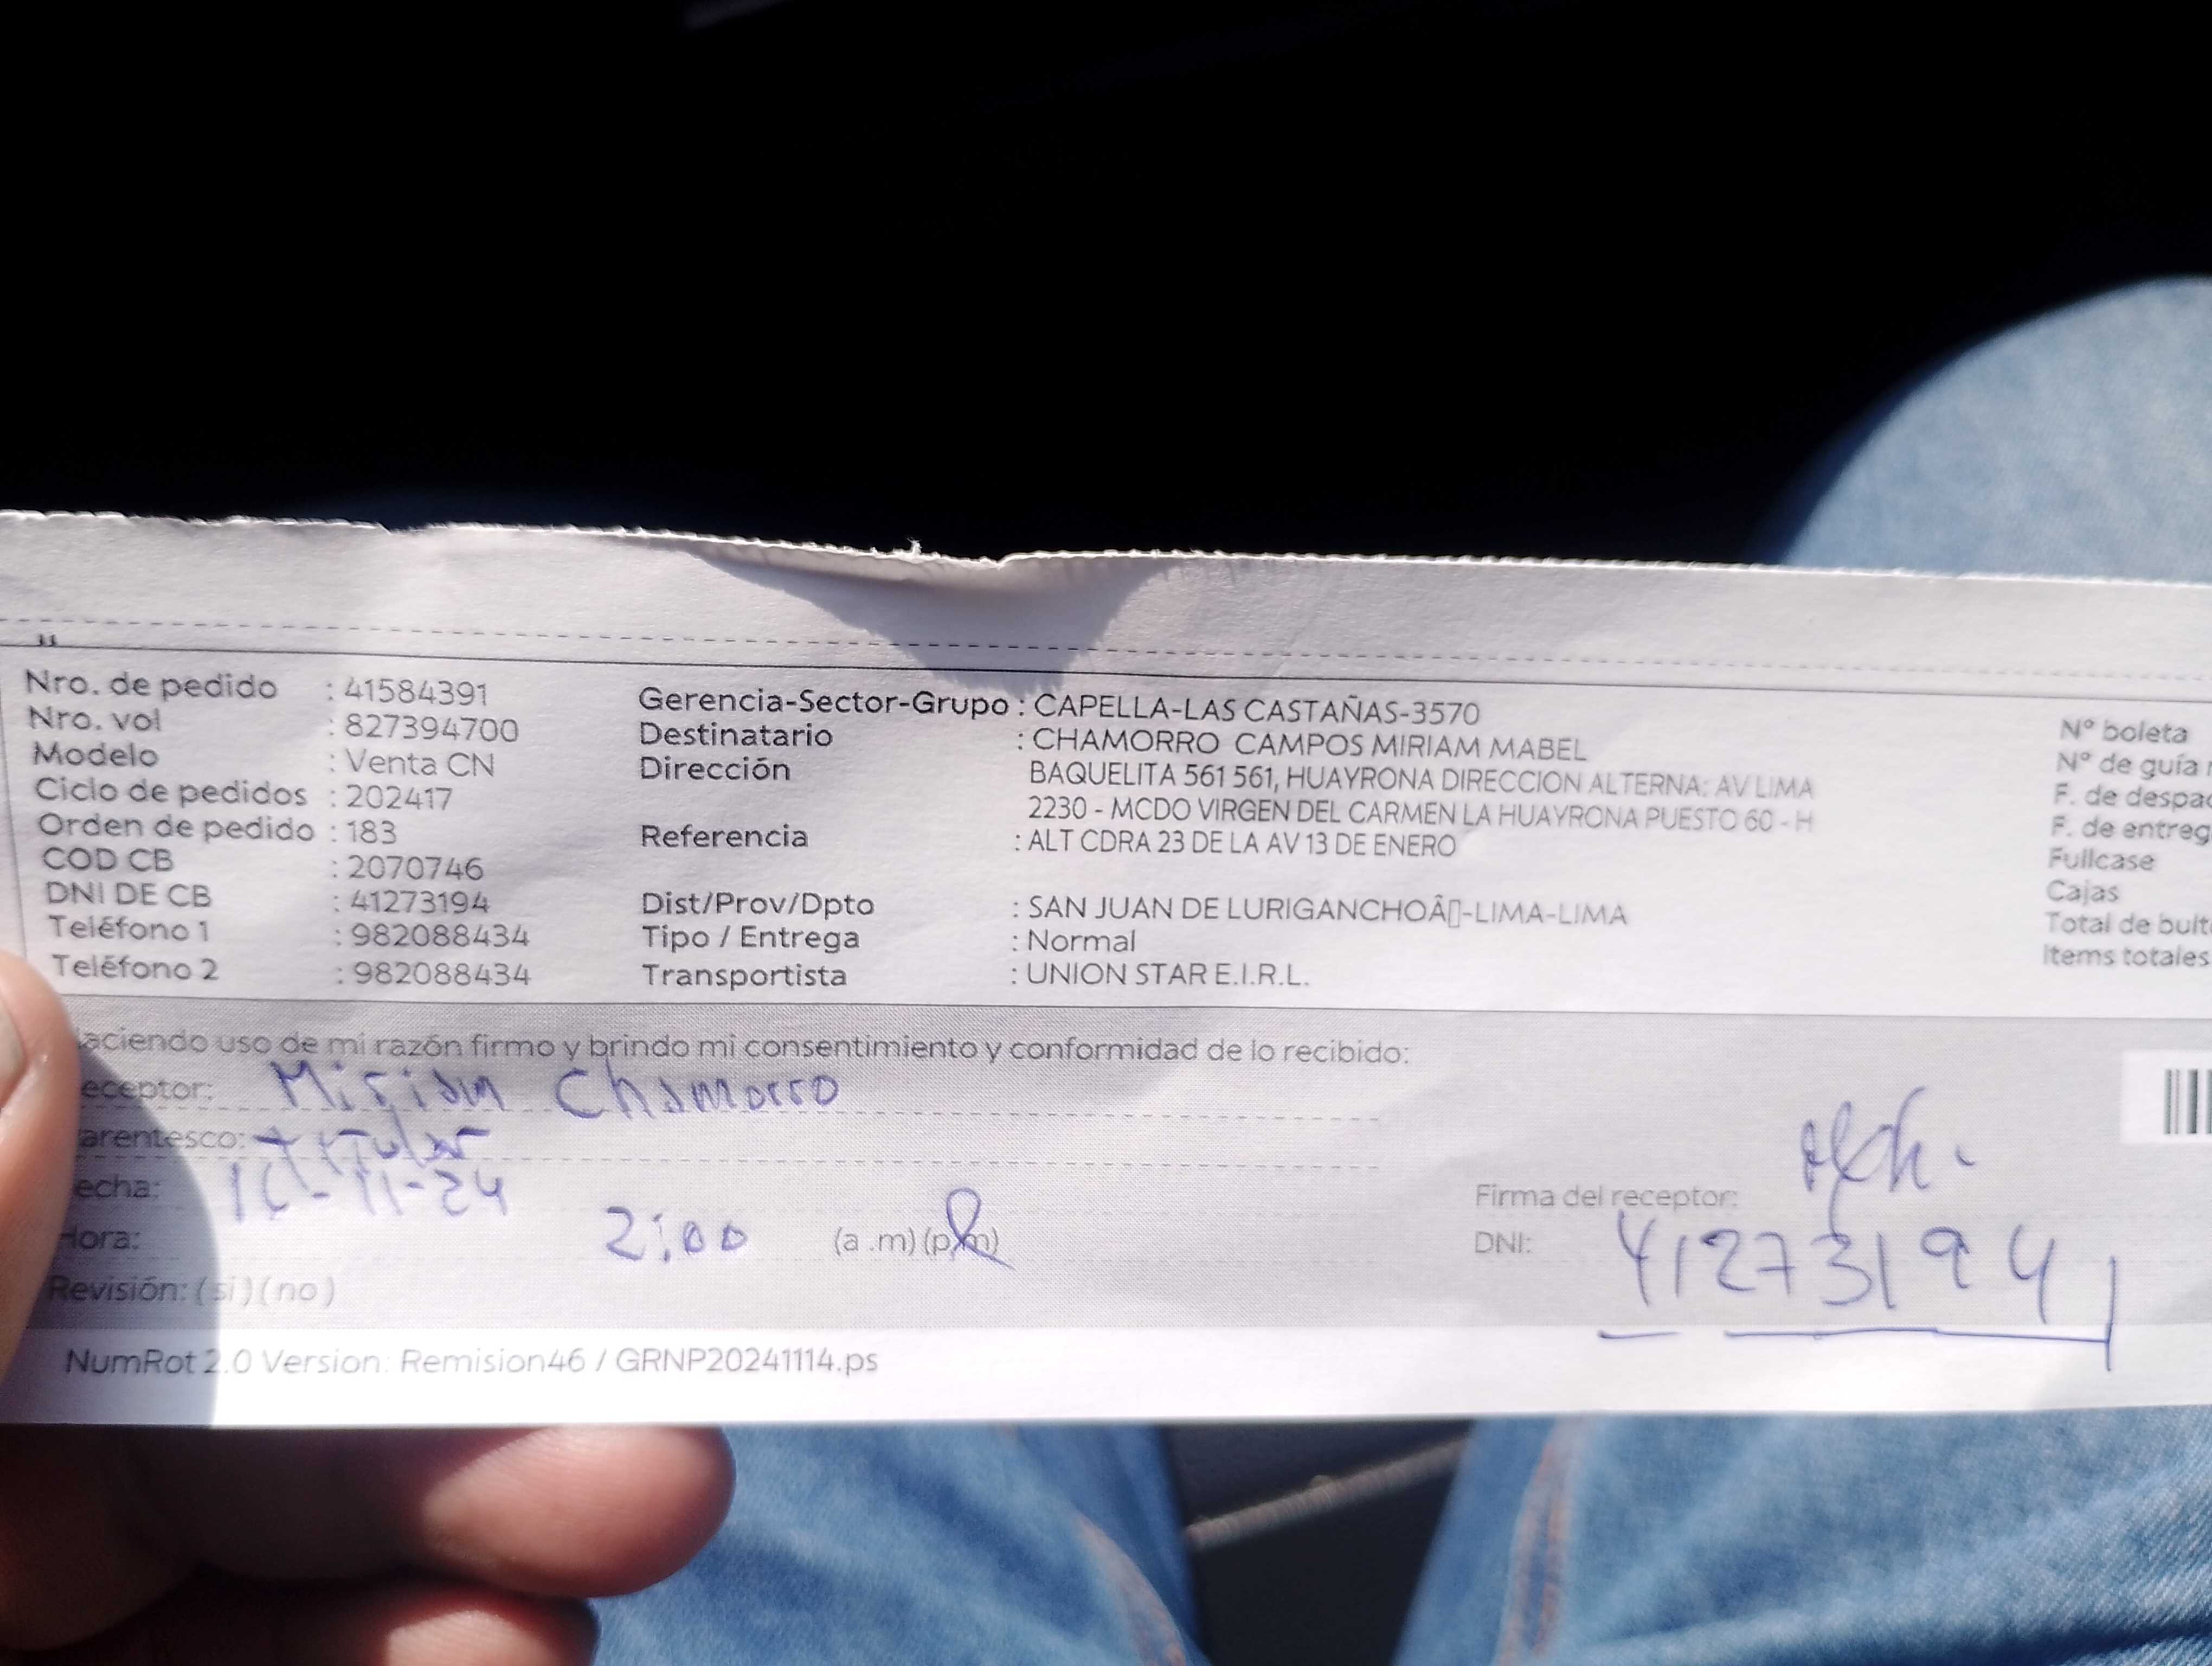 Nro. de pedido : 41584391
Nro. vol : 827394700
Modelo : Venta CN
Ciclo de pedidos : 202417
Orden de pedido : 183
COD CB : 2070746
DNI DE CB : 41273194
Teléfono 1 : 982088434
Teléfono 2 : 982088434
Gerencia-Sector-Grupo : CAPELLA-LAS CASTAÑAS-3570
Destinatario : CHAMORRO CAMPOS MIRIAM MABEL
Dirección BAQUELITA 561 561, HUAYRONA DIRECCION ALTERNA: AV LIMA
2230 - MCDO VIRGEN DEL CARMEN LA HUAYRONA PUESTO 60 - H
Referencia : ALT CDRA 23 DE LA AV 13 DE ENERO
Dist/Prov/Dpto : SAN JUAN DE LURIGANCHOÂ▯-LIMA-LIMA
Tipo / Entrega : Normal
Transportista : UNION STAR E.I.R.L.
N° boleta
N° de guía
F. de despac
F. de entreg
Fullcase
Cajas
Total de bult
Items totales
aciendo uso de mi razón firmo y brindo mi consentimiento y conformidad de lo recibido:
eceptor: Miriam Chamorro
arentesco: titular
echa: 16-11-24
Hora: 2:00 (a .m) (p.m)
Revisión: ( si ) ( no )
Firma del receptor:
DNI: 41273194
NumRot 2.0 Version: Remision46 / GRNP20241114.ps